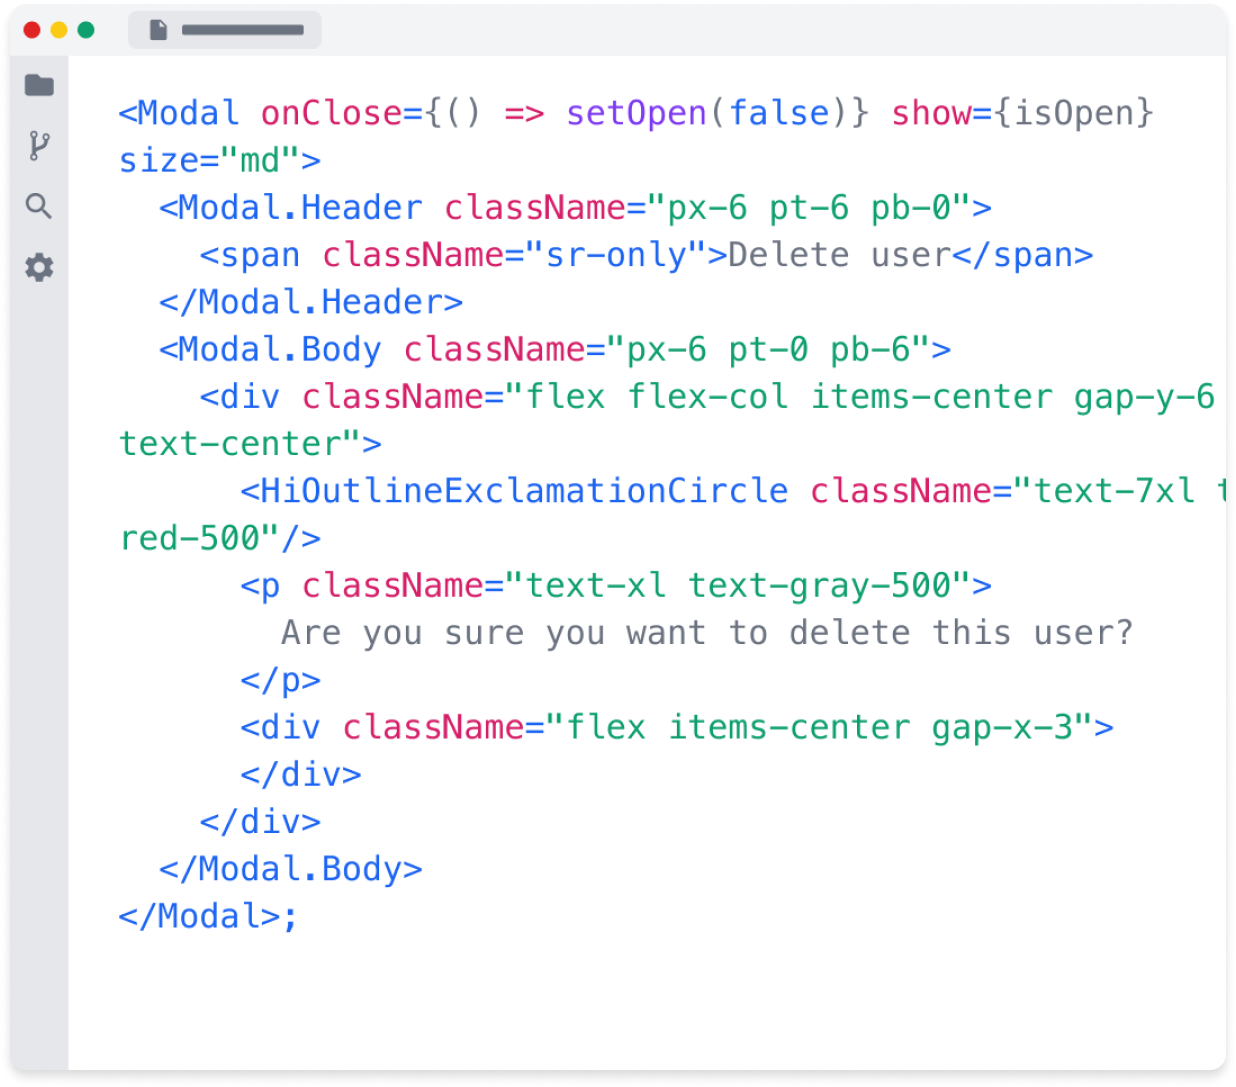 <Modal onClose={() => setOpen(false)} show={isOpen}
size="md">
<Modal.Header className="px-6 pt-6 pb-0">
<span className="sr-only">Delete user</span>
</Modal.Header>
<Modal.Body className="px-6 pt-0 pb-6">
<div className="flex flex-col items-center gap-y-6
text-center">
<HiOutlineExclamationCircle className="text-7xl
red-500"/>
<p className="text-xl text-gray-500">
Are you sure you want to delete this user?
</p>
<div className="flex items-center gap-x-3">
</div>
</div>
</Modal.Body>
</Modal>;